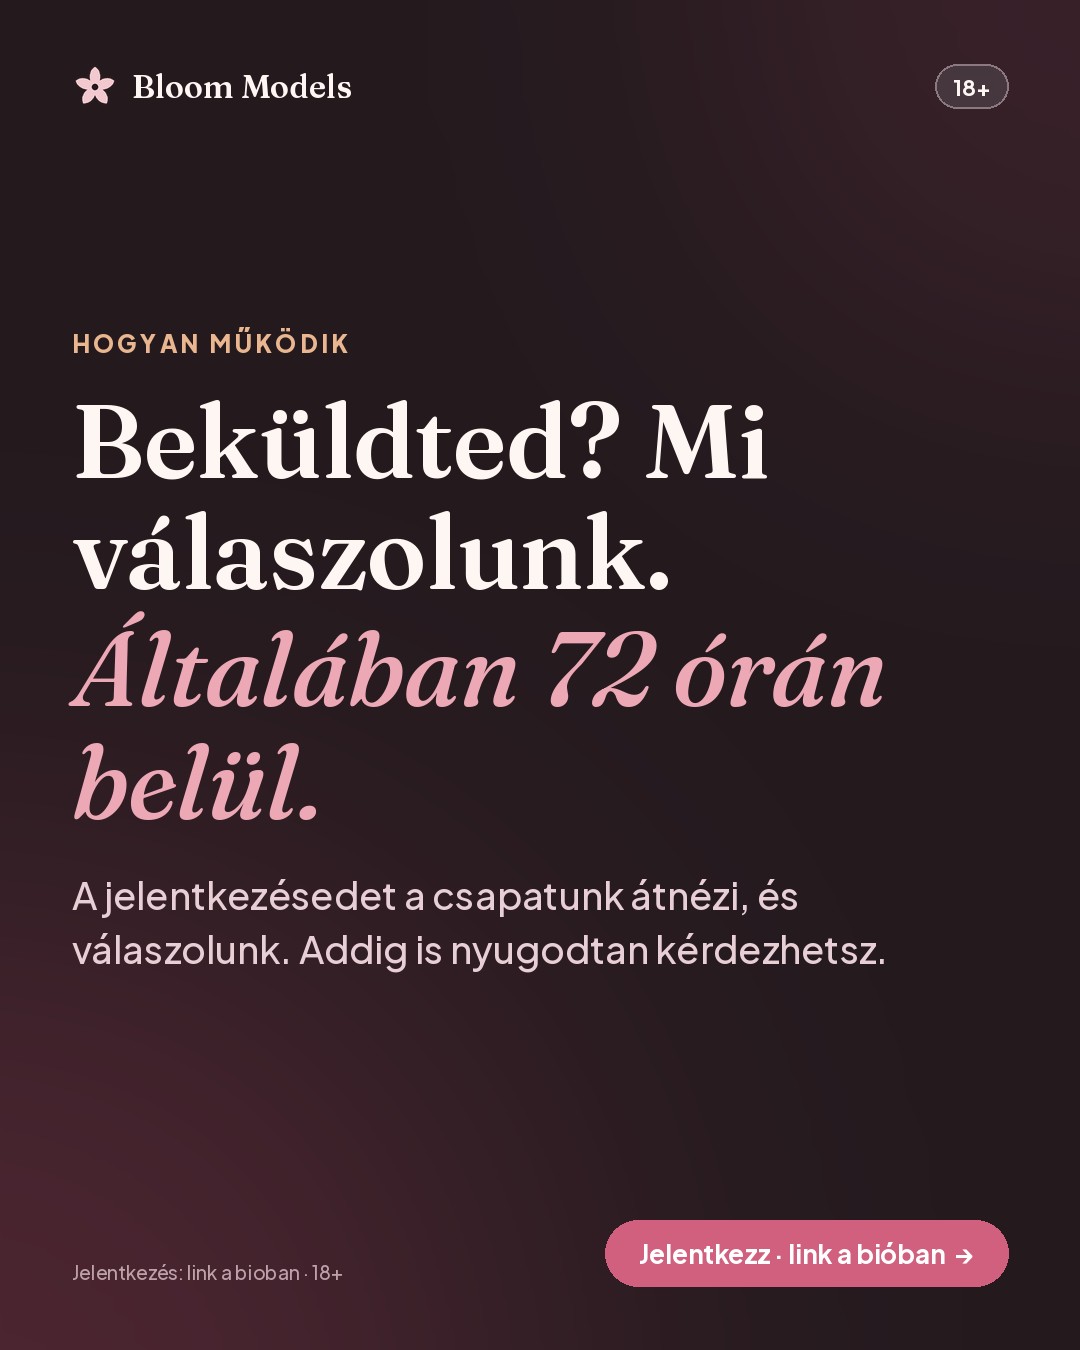 Bloom Models
18+
HOGYAN MŰKÖDIK
Beküldted? Mi
válaszolunk.
Általában 72 órán
belül.
A jelentkezésedet a csapatunk átnézi, és
válaszolunk. Addig is nyugodtan kérdezhetsz.
Jelentkezz · link a bióban →
Jelentkezés: link a bioban · 18+